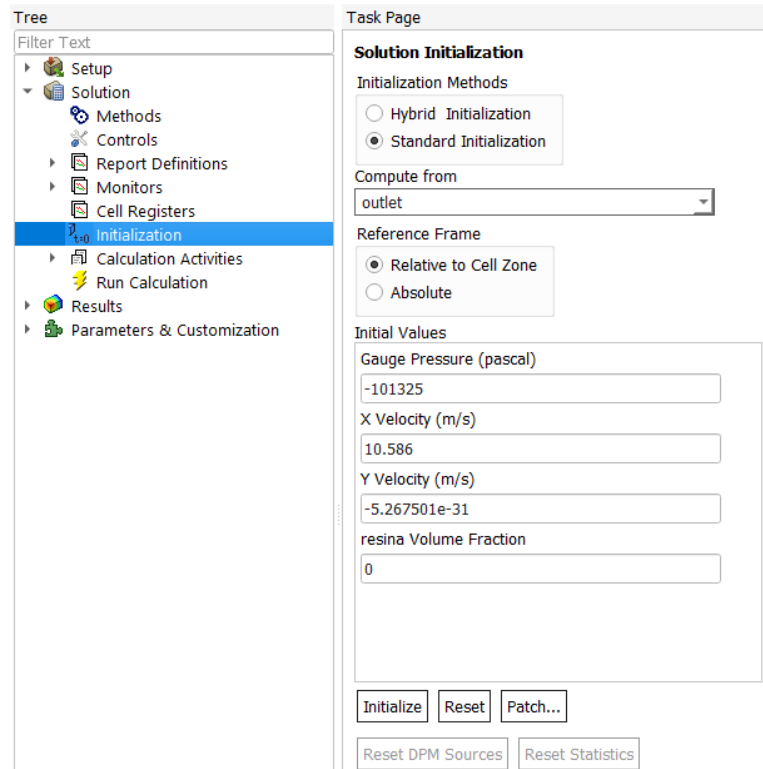 Tree
Filter Text
Setup
Solution
Methods
Controls
Report Definitions
Monitors
Cell Registers
t=0 Initialization
Calculation Activities
Run Calculation
Results
Parameters & Customization
Task Page
Solution Initialization
Initialization Methods
Hybrid Initialization
Standard Initialization
Compute from
outlet
Reference Frame
Relative to Cell Zone
Absolute
Initial Values
Gauge Pressure (pascal)
-101325
X Velocity (m/s)
10.586
Y Velocity (m/s)
-5.267501e-31
resina Volume Fraction
0
Initialize Reset Patch...
Reset DPM Sources Reset Statistics